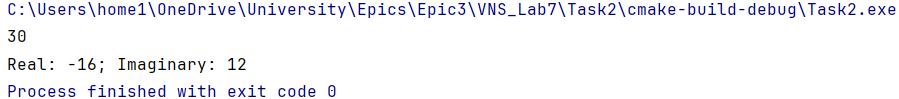 C:\Users\home1\OneDrive\University\Epics\Epic3\VNS_Lab7\Task2\cmake-build-debug\Task2.exe
30
Real: -16; Imaginary: 12
Process finished with exit code 0